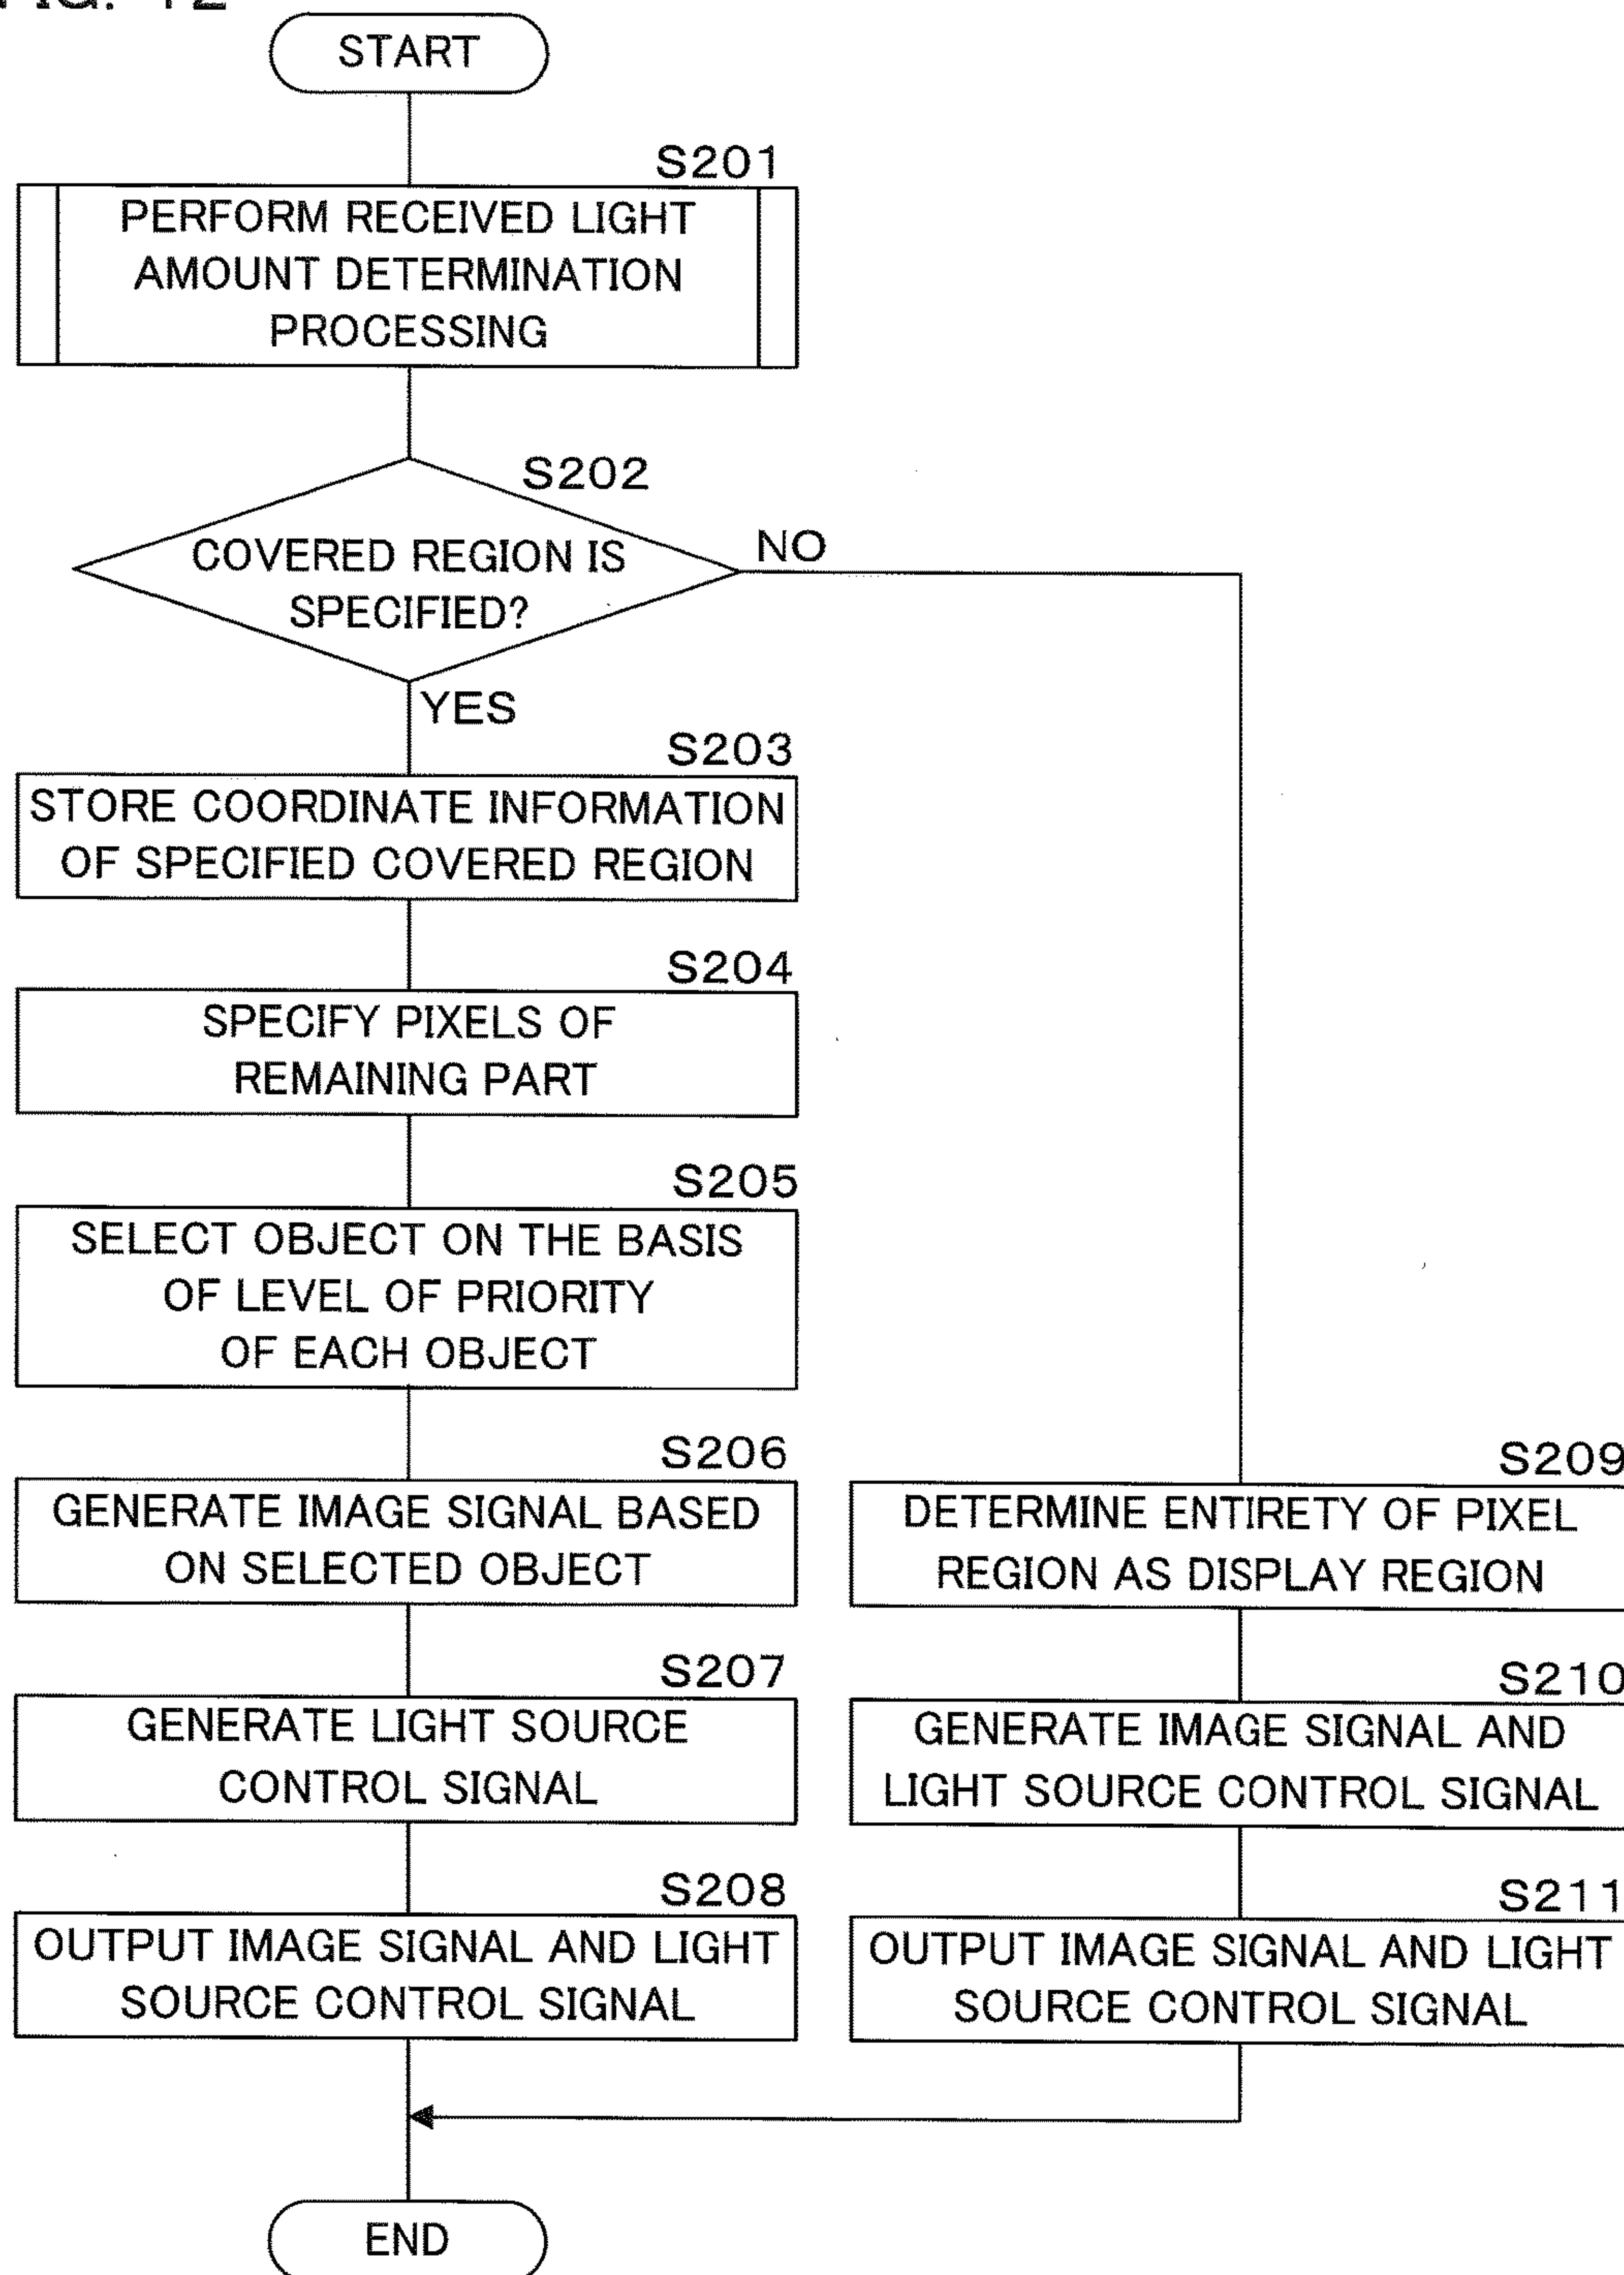 START
S201
PERFORM RECEIVED LIGHT
AMOUNT DETERMINATION
PROCESSING
S202
COVERED REGION IS
SPECIFIED?
NO
YES
S203
STORE COORDINATE INFORMATION
OF SPECIFIED COVERED REGION
S204
SPECIFY PIXELS OF
REMAINING PART
S205
SELECT OBJECT ON THE BASIS
OF LEVEL OF PRIORITY
OF EACH OBJECT
S206
GENERATE IMAGE SIGNAL BASED
ON SELECTED OBJECT
S207
GENERATE LIGHT SOURCE
CONTROL SIGNAL
S208
OUTPUT IMAGE SIGNAL AND LIGHT
SOURCE CONTROL SIGNAL
S209
DETERMINE ENTIRETY OF PIXEL
REGION AS DISPLAY REGION
S210
GENERATE IMAGE SIGNAL AND
LIGHT SOURCE CONTROL SIGNAL
S211
OUTPUT IMAGE SIGNAL AND LIGHT
SOURCE CONTROL SIGNAL
END